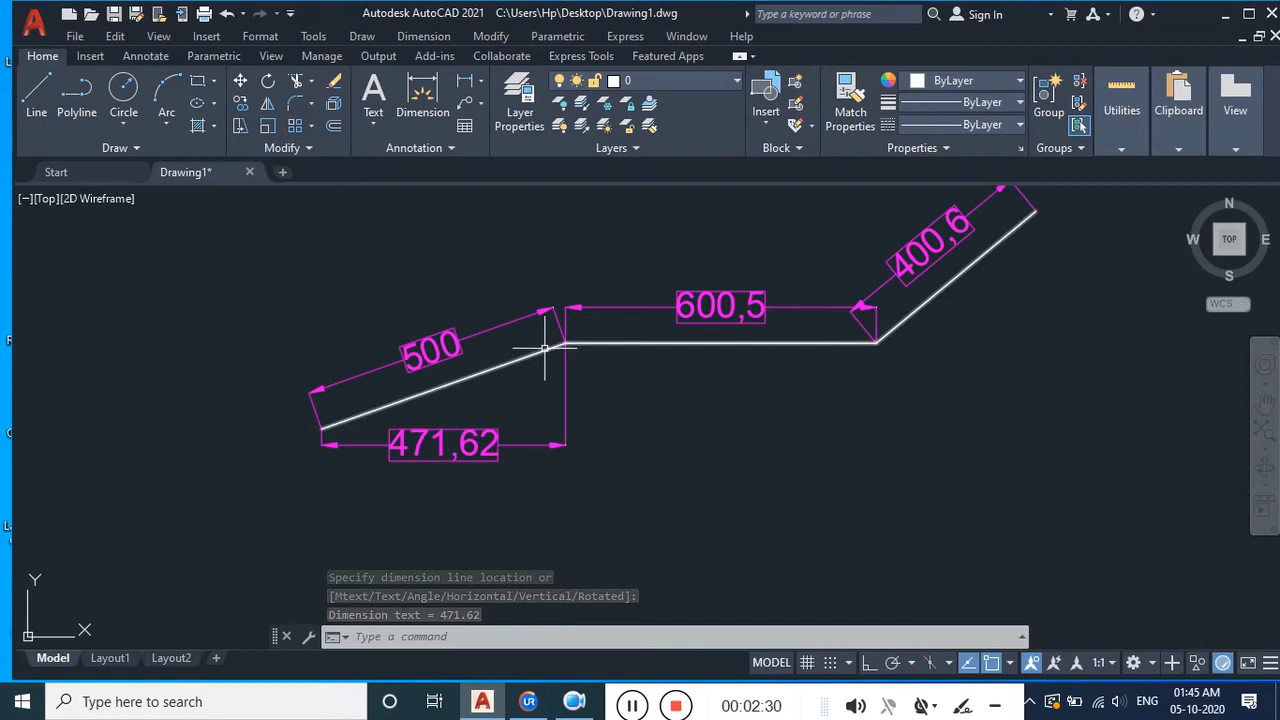 Autodesk AutoCAD 2021 C:\Users\Hp\Desktop\Drawing1.dwg
Type a keyword or phrase
Sign In
File Edit View Insert Format Tools Draw Dimension Modify Parametric Express Window Help
Home Insert Annotate Parametric View Manage Output Add-ins Collaborate Express Tools Featured Apps
0
ByLayer
Line Polyline Circle Arc
Text Dimension
Layer
Properties
Insert
Match
Properties
ByLayer
ByLayer
Group
Utilities
Clipboard
View
Draw Modify Annotation Layers Block Properties Groups
Start Drawing1*
[−][Top][2D Wireframe]
N
W TOP E
S
WCS
400,6
600,5
500
471,62
Y
X
Specify dimension line location or
[Mtext/Text/Angle/Horizontal/Vertical/Rotated]:
Dimension text = 471.62
Type a command
Model Layout1 Layout2 +
MODEL 1:1
Type here to search
00:02:30
ENG
01:45 AM
05-10-2020